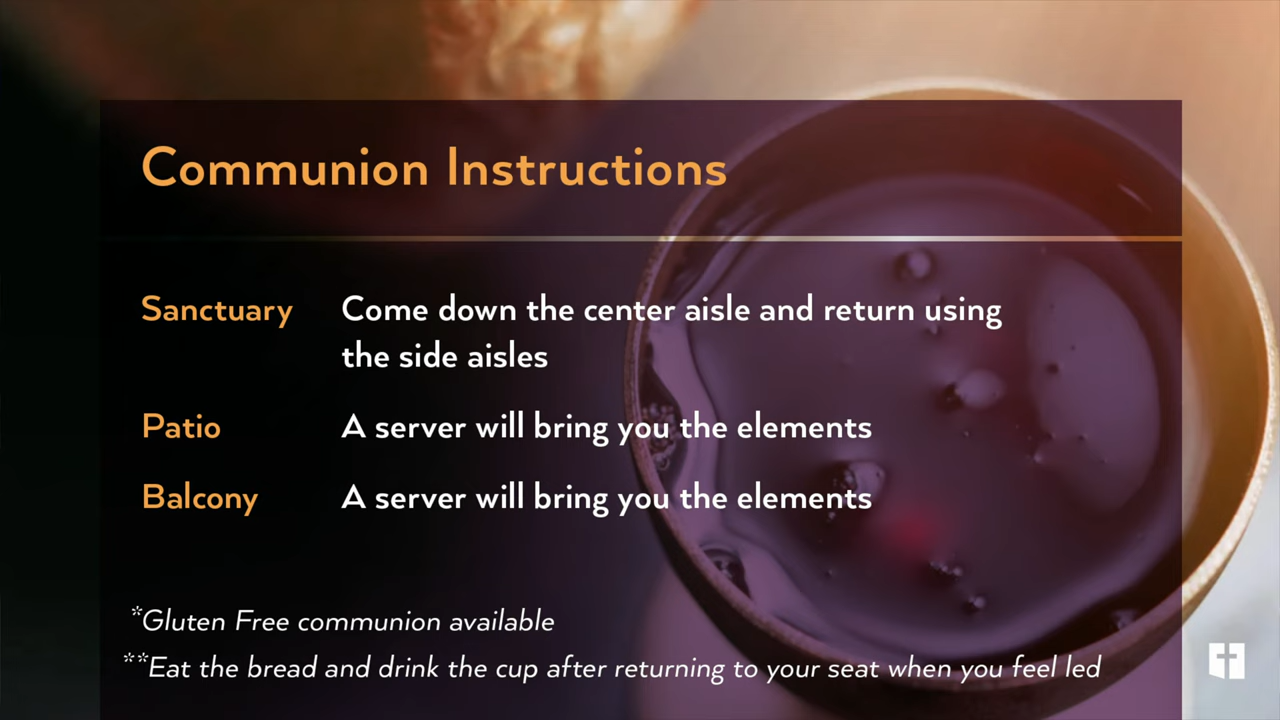 Communion Instructions
Sanctuary Come down the center aisle and return using
the side aisles
Patio A server will bring you the elements
Balcony A server will bring you the elements
*Gluten Free communion available
**Eat the bread and drink the cup after returning to your seat when you feel led